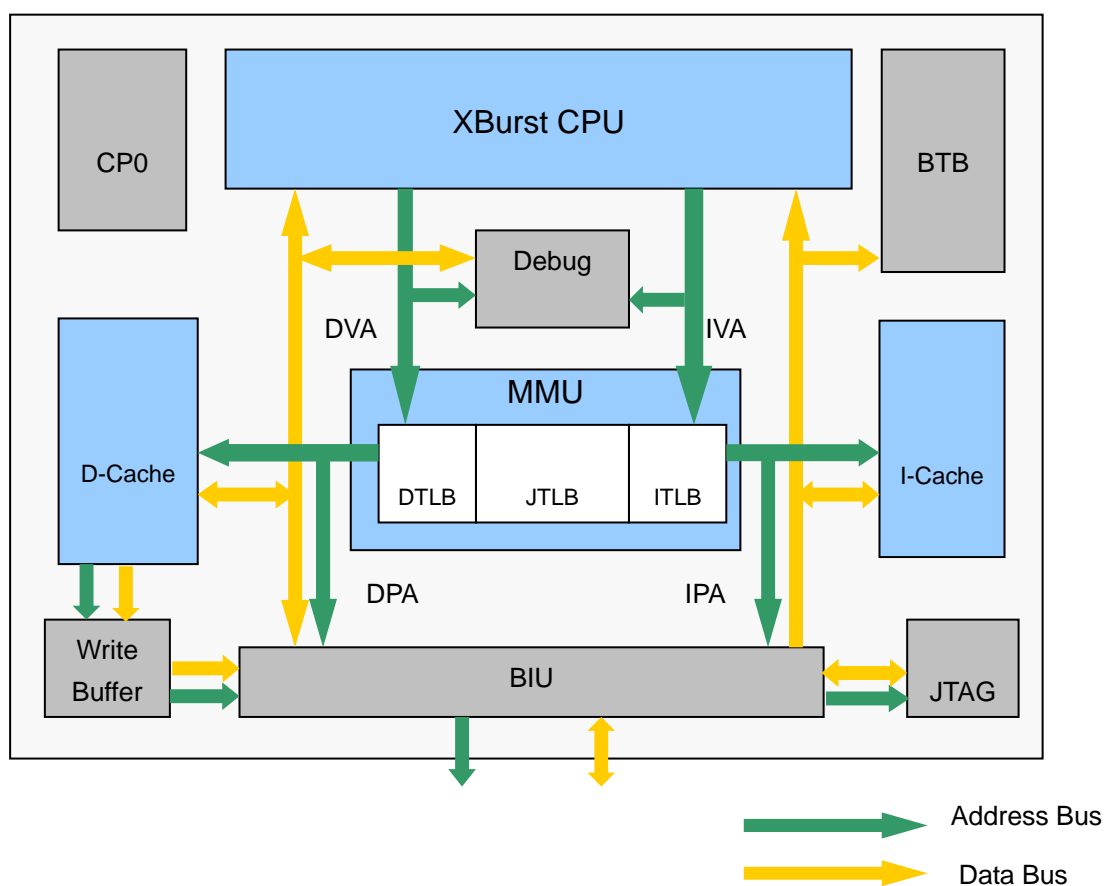 XBurst CPU
CP0
BTB
Debug
DVA
IVA
MMU
D-Cache
DTLB
JTLB
ITLB
I-Cache
DPA
IPA
Write
Buffer
BIU
JTAG
Address Bus
Data Bus